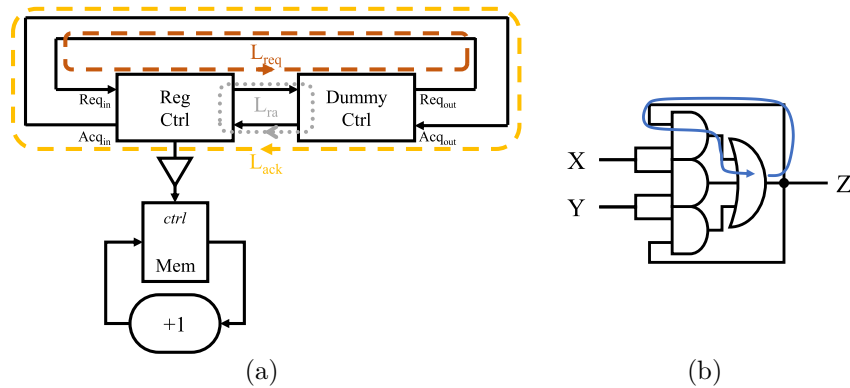 L_req
Req_in
Reg
Ctrl
L_ra
Dummy
Ctrl
Req_out
Acq_in
Acq_out
L_ack
ctrl
Mem
+1
(a)
X
Y
Z
(b)